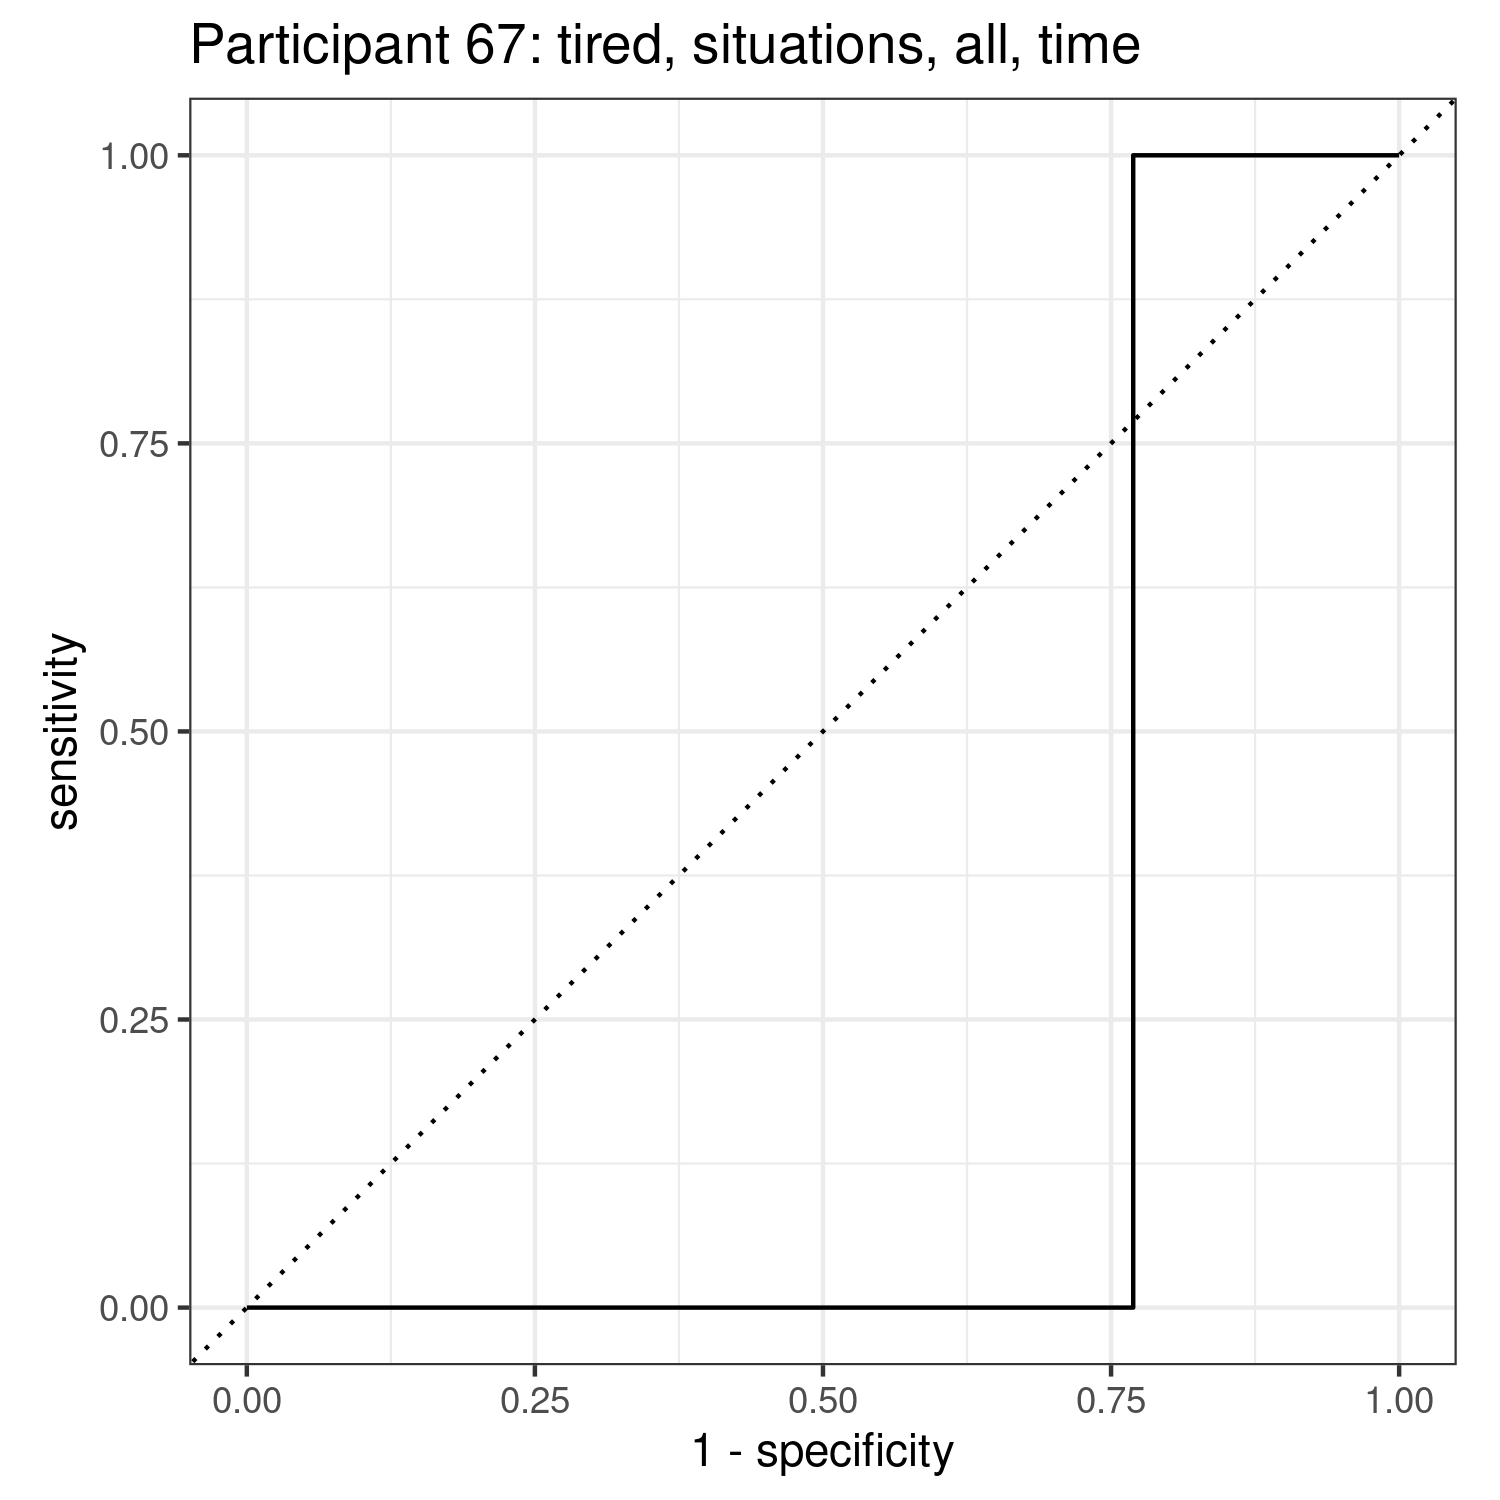 Participant 67: tired, situations, all, time
1.00
0.75
0.50
0.25
0.00
sensitivity
0.00 0.25 0.50 0.75 1.00
1 - specificity